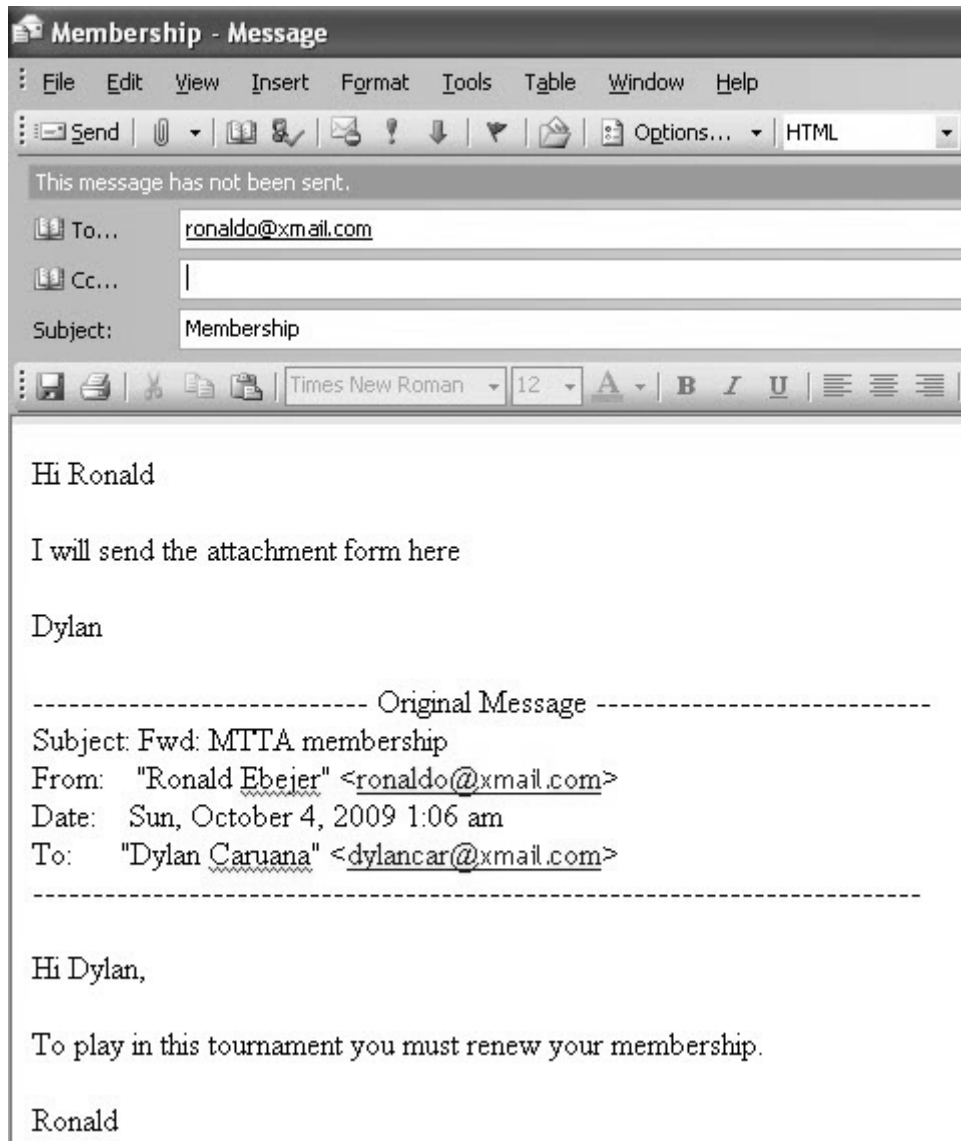 Membership - Message
File Edit View Insert Format Tools Table Window Help
Send Options... HTML
This message has not been sent.
To... ronaldo@xmail.com
Cc...
Subject: Membership
Times New Roman 12 A B I U
Hi Ronald
I will send the attachment form here
Dylan
---------------------------- Original Message ----------------------------
Subject: Fwd: MTTA membership
From: "Ronald Ebejer" <ronaldo@xmail.com>
Date: Sun, October 4, 2009 1:06 am
To: "Dylan Caruana" <dylancar@xmail.com>
--------------------------------------------------------------------------
Hi Dylan,
To play in this tournament you must renew your membership.
Ronald